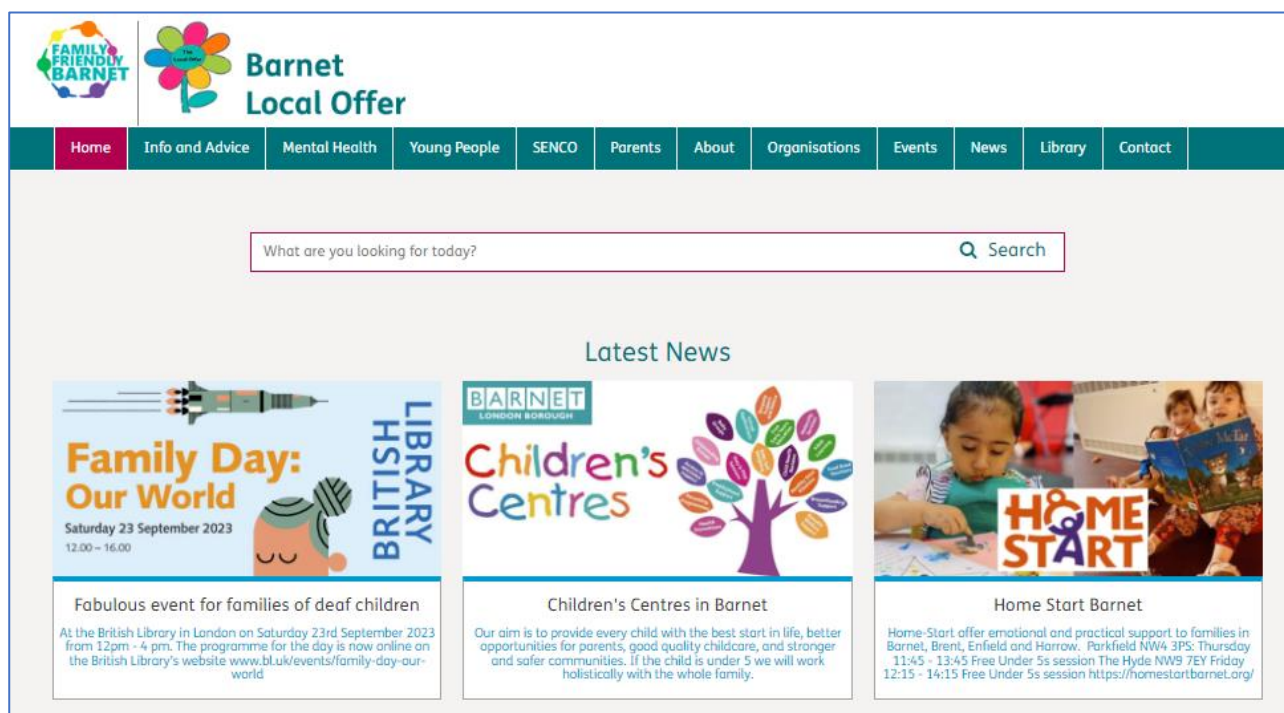 FAMILY
FRIENDLY
BARNET
The
Local Offer
Barnet
Local Offer
Home Info and Advice Mental Health Young People SENCO Parents About Organisations Events News Library Contact
What are you looking for today?
Search
Latest News
Family Day:
Our World
Saturday 23 September 2023
12.00 – 16.00
LIBRARY
BRITISH
BARNET
LONDON BOROUGH
Children's
Centres
HOME
START
Fabulous event for families of deaf children
At the British Library in London on Saturday 23rd September 2023
from 12pm - 4 pm. The programme for the day is now online on
the British Library's website www.bl.uk/events/family-day-our-
world
Children's Centres in Barnet
Our aim is to provide every child with the best start in life, better
opportunities for parents, good quality childcare, and stronger
and safer communities. If the child is under 5 we will work
holistically with the whole family.
Home Start Barnet
Home-Start offer emotional and practical support to families in
Barnet, Brent, Enfield and Harrow. Parkfield NW4 3PS: Thursday
11:45 - 13:45 Free Under 5s session The Hyde NW9 7EY Friday
12:15 - 14:15 Free Under 5s session https://homestartbarnet.org/